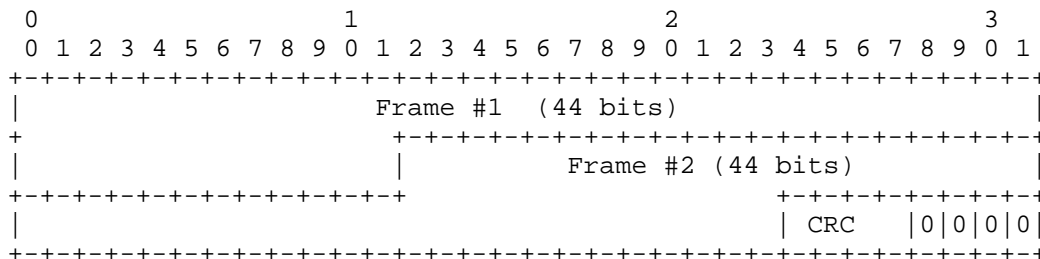 0                   1                   2                   3
 0 1 2 3 4 5 6 7 8 9 0 1 2 3 4 5 6 7 8 9 0 1 2 3 4 5 6 7 8 9 0 1
+-+-+-+-+-+-+-+-+-+-+-+-+-+-+-+-+-+-+-+-+-+-+-+-+-+-+-+-+-+-+-+-+
|                      Frame #1  (44 bits)                      |
+                       +-+-+-+-+-+-+-+-+-+-+-+-+-+-+-+-+-+-+-+-+
|                       |          Frame #2 (44 bits)           |
+-+-+-+-+-+-+-+-+-+-+-+-+                       +-+-+-+-+-+-+-+-+
|                                               | CRC   |0|0|0|0|
+-+-+-+-+-+-+-+-+-+-+-+-+-+-+-+-+-+-+-+-+-+-+-+-+-+-+-+-+-+-+-+-+